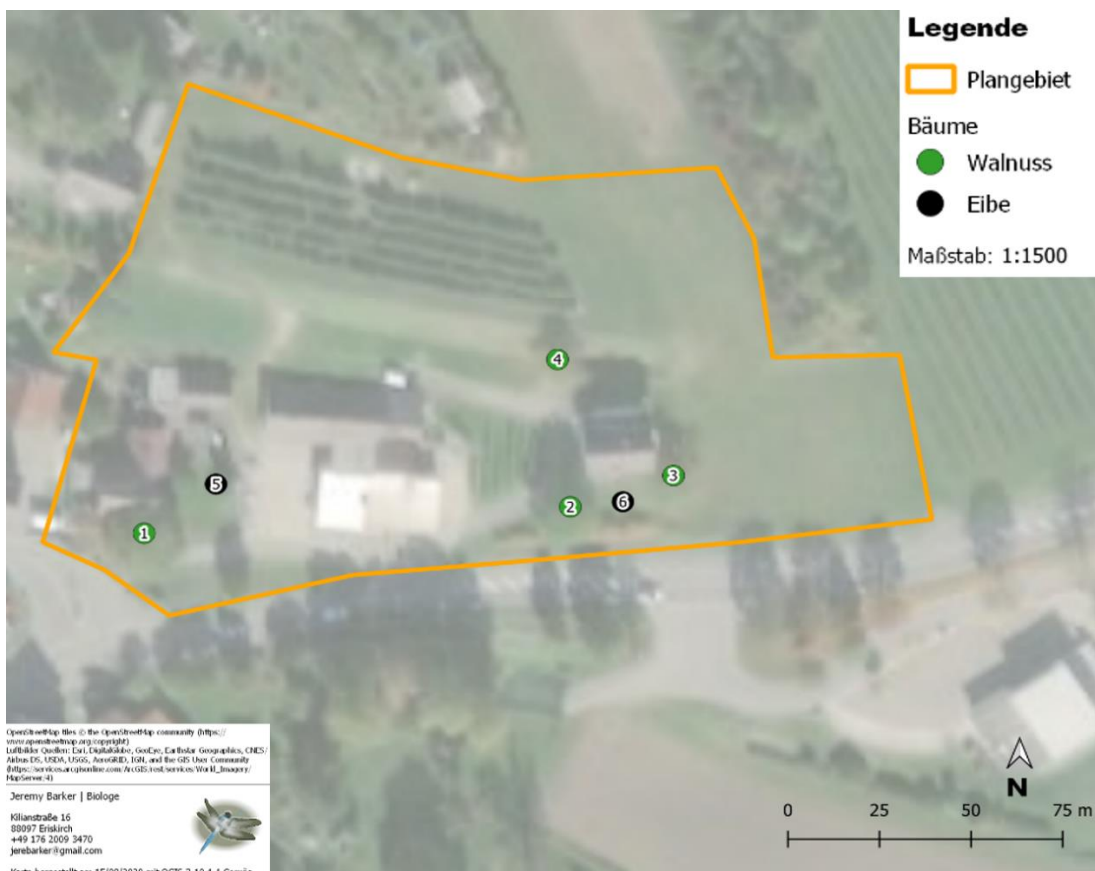 Legende
Plangebiet
Bäume
Walnuss
Eibe
Maßstab: 1:1500
4
5
3
6
2
1
OpenStreetMap tiles © the OpenStreetMap community (https://
www.openstreetmap.org/copyright)
Luftbilder Quellen: Esri, DigitalGlobe, GeoEye, Earthstar Geographics, CNES/
Airbus DS, USDA, USGS, AeroGRID, IGN, and the GIS User Community
(https://services.arcgisonline.com/ArcGIS/rest/services/World_Imagery/
MapServer/4)
Jeremy Barker | Biologe
Kilianstraße 16
88097 Eriskirch
+49 176 2009 3470
jerebarker@gmail.com
N
0 25 50 75 m